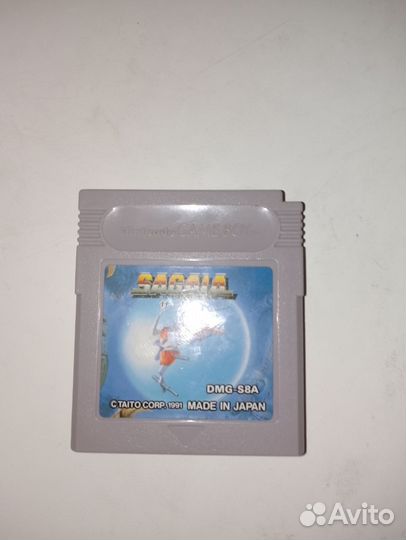 Nintendo GAME BOY
SAGAIA
DMG-S8A
© TAITO CORP. 1991 MADE IN JAPAN
Avito